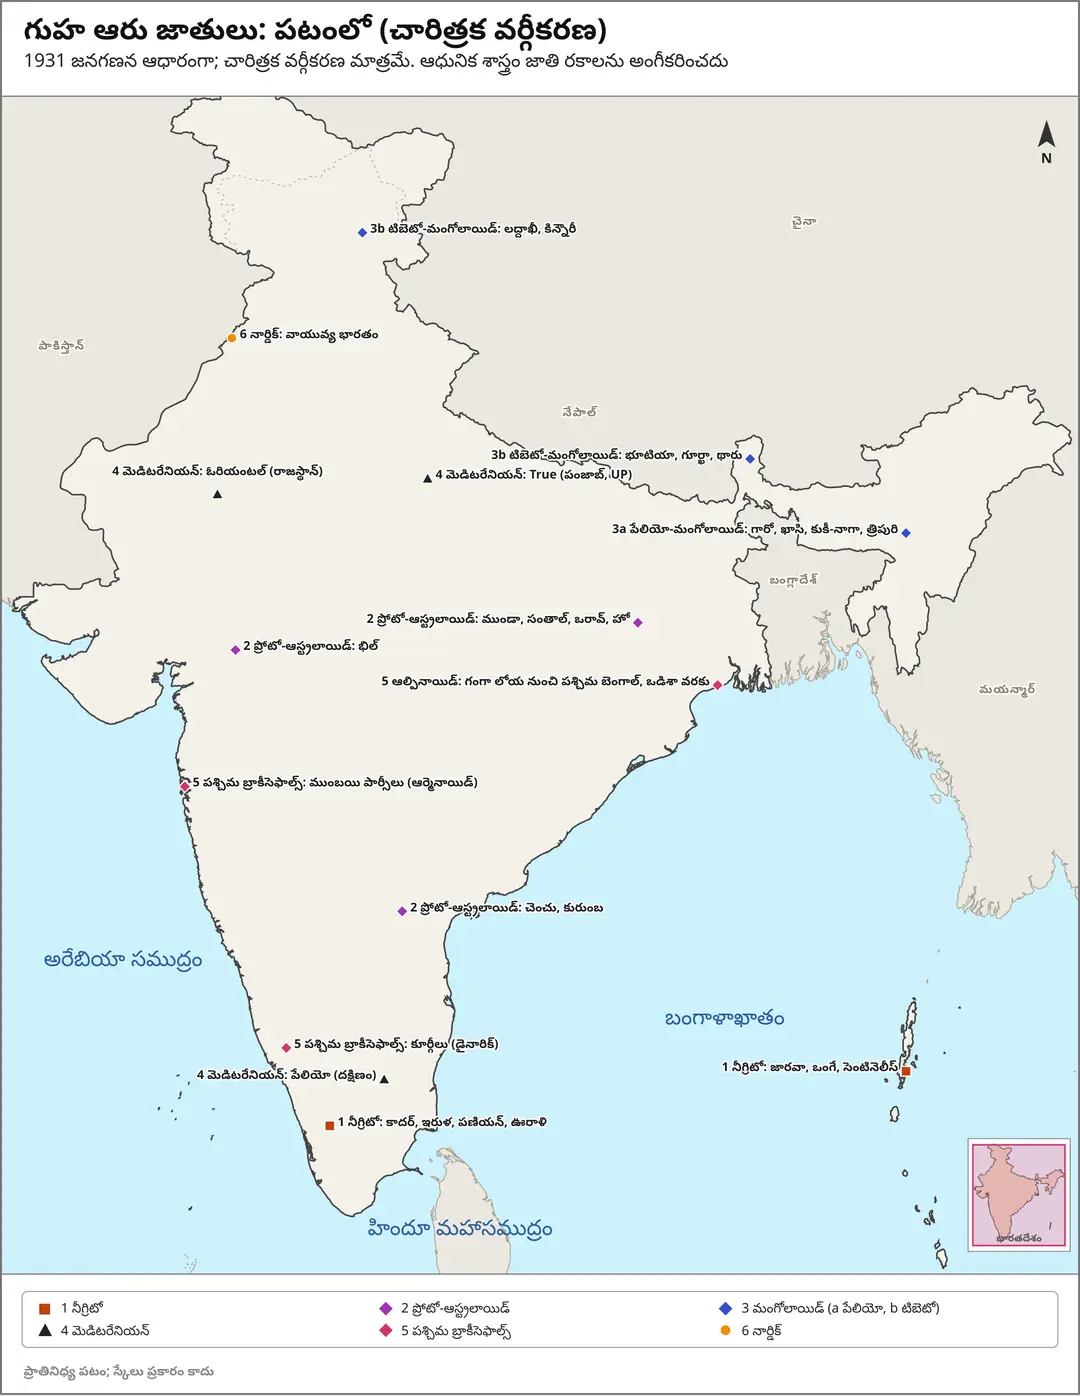 గుహ ఆరు జాతులు: పటంలో (చారిత్రక వర్గీకరణ)
1931 జనగణన ఆధారంగా; చారిత్రక వర్గీకరణ మాత్రమే. ఆధునిక శాస్త్రం జాతి రకాలను అంగీకరించదు
N
చైనా
3b టిబెటో-మంగోలాయిడ్: లద్దాఖీ, కిన్నౌరీ
6 నార్డిక్: వాయువ్య భారతం
పాకిస్తాన్
నేపాల్
3b టిబెటో-మంగోలాయిడ్: భూటియా, గూర్ఖా, థారు
4 మెడిటరేనియన్: ఓరియంటల్ (రాజస్థాన్)
4 మెడిటరేనియన్: True (పంజాబ్, UP)
3a పేలియో-మంగోలాయిడ్: గారో, ఖాసి, కుకీ-నాగా, త్రిపురి
బంగ్లాదేశ్
2 ప్రోటో-ఆస్ట్రలాయిడ్: ముండా, సంతాల్, ఒరావ్, హో
2 ప్రోటో-ఆస్ట్రలాయిడ్: భిల్
5 ఆల్పినాయిడ్: గంగా లోయ నుంచి పశ్చిమ బెంగాల్, ఒడిశా వరకు
మయన్మార్
5 పశ్చిమ బ్రాకీసెఫాల్స్: ముంబయి పార్సీలు (ఆర్మెనాయిడ్)
2 ప్రోటో-ఆస్ట్రలాయిడ్: చెంచు, కురుంబ
అరేబియా సముద్రం
బంగాళాఖాతం
5 పశ్చిమ బ్రాకీసెఫాల్స్: కూర్గీలు (డైనారిక్)
1 నీగ్రిటో: జారవా, ఒంగే, సెంటినెలీస్
4 మెడిటరేనియన్: పేలియో (దక్షిణం)
1 నీగ్రిటో: కాదర్, ఇరుళ, పణియన్, ఊరాళి
హిందూ మహాసముద్రం
భారతదేశం
1 నీగ్రిటో
2 ప్రోటో-ఆస్ట్రలాయిడ్
3 మంగోలాయిడ్ (a పేలియో, b టిబెటో)
4 మెడిటరేనియన్
5 పశ్చిమ బ్రాకీసెఫాల్స్
6 నార్డిక్
ప్రాతినిధ్య పటం; స్కేలు ప్రకారం కాదు